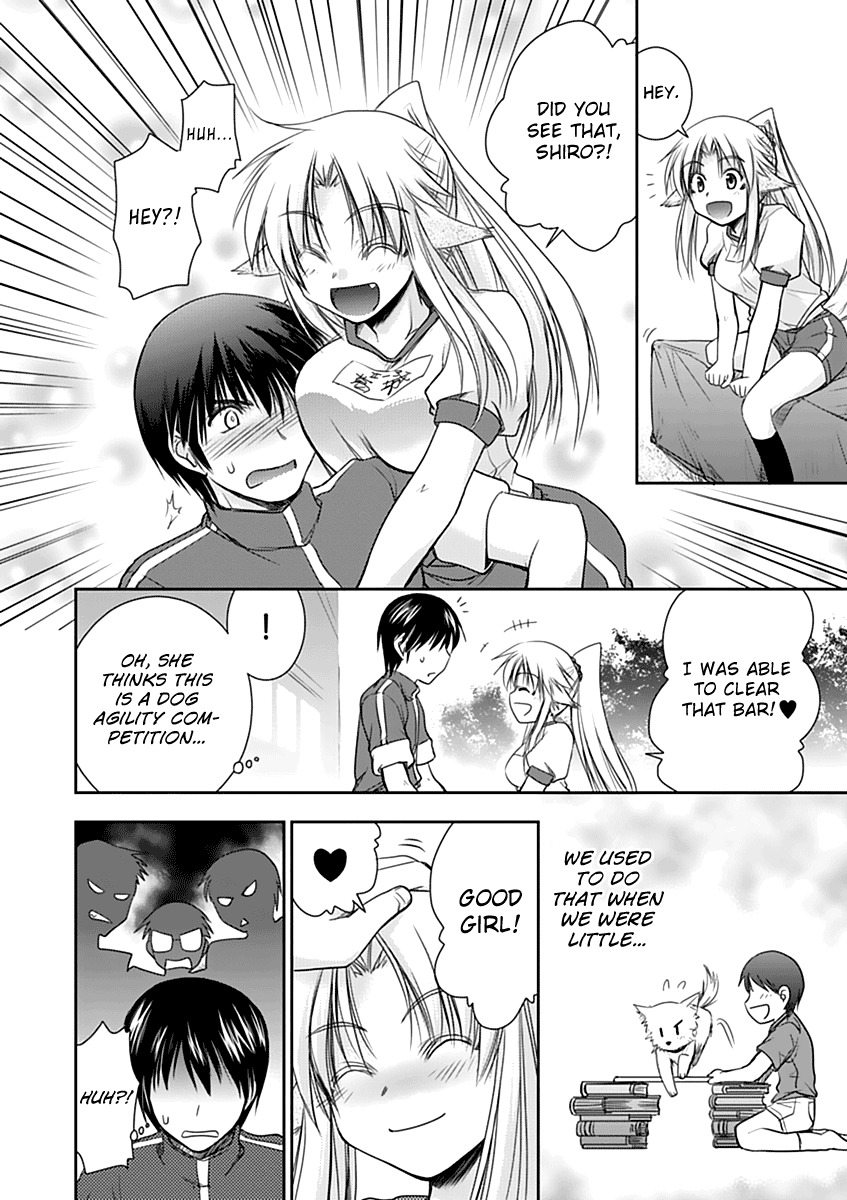 HEY.
DID YOU
SEE THAT,
SHIRO?!
HUH...
HEY?!
I WAS ABLE
TO CLEAR
THAT BAR!♥
!
OH, SHE
THINKS THIS
IS A DOG
AGILITY COM-
PETITION...
WE USED
TO DO
THAT WHEN
WE WERE
LITTLE...
GOOD
GIRL!
♥
HUH?!